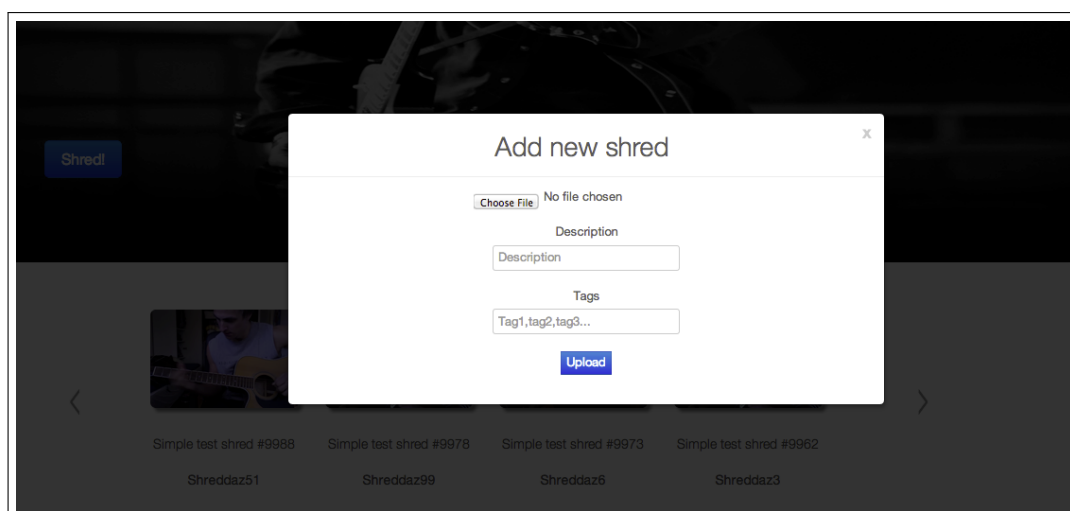 Add new shred
x
Shred!
Choose File No file chosen
Description
Description
Tags
Tag1,tag2,tag3...
Upload
Simple test shred #9988 Simple test shred #9978 Simple test shred #9973 Simple test shred #9962
Shreddaz51 Shreddaz99 Shreddaz6 Shreddaz3